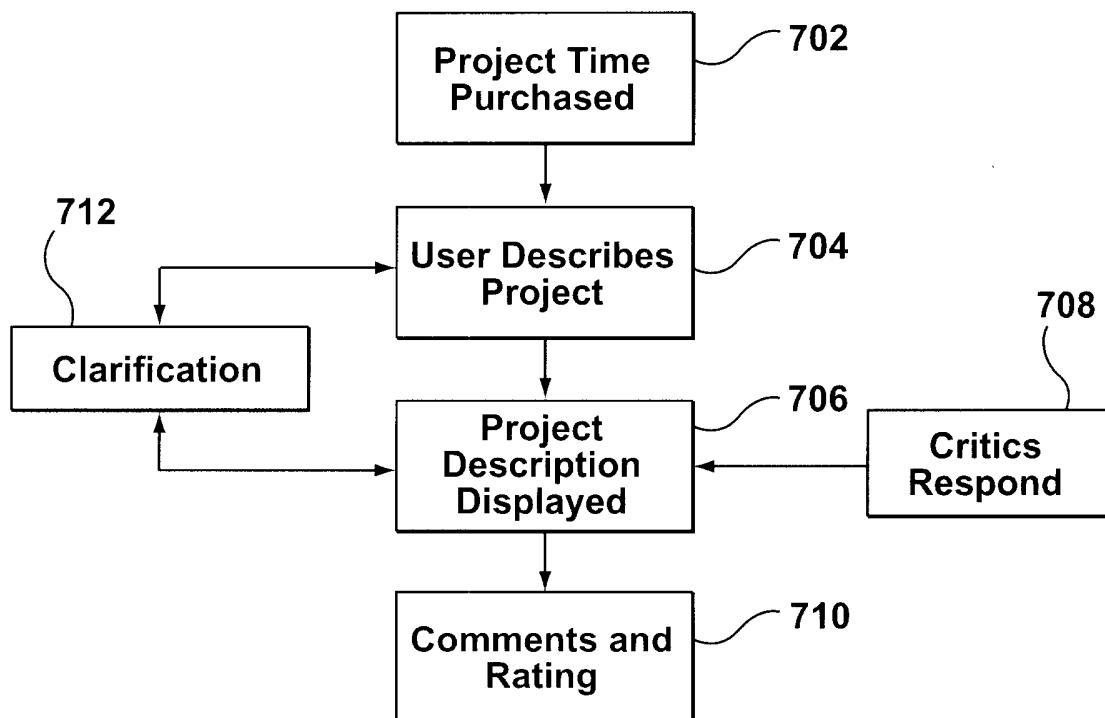 702
Project Time
Purchased
712
704
User Describes
Project
708
Clarification
706
Project
Description
Displayed
Critics
Respond
710
Comments and
Rating